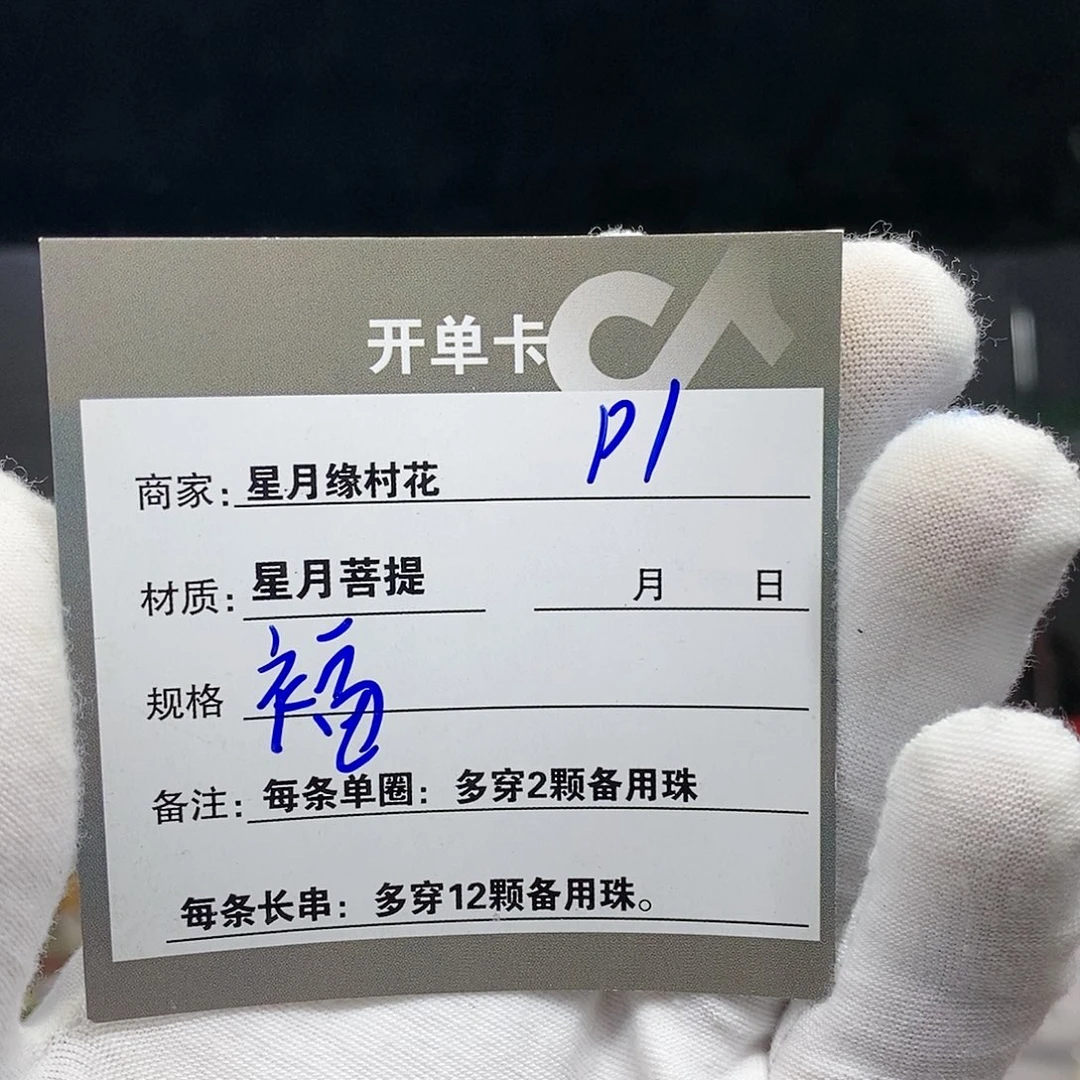 开单卡
P1
商家：星月缘村花
材质：星月菩提 月 日
规格 福
备注：每条单圈：多穿2颗备用珠
每条长串：多穿12颗备用珠。